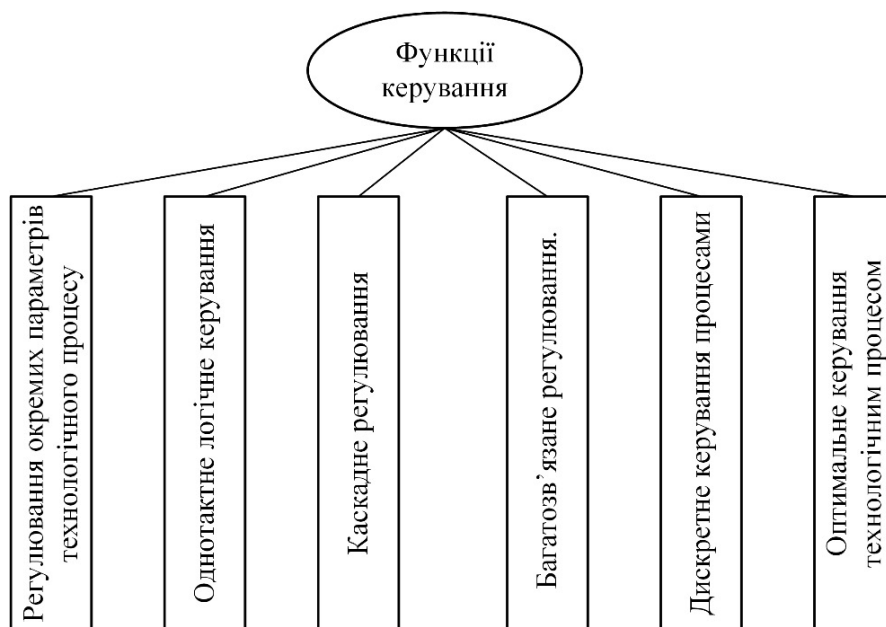 Функції
керування
Регулювання окремих параметрів
технологічного процесу
Однотактне логічне керування
Каскадне регулювання
Багатозв’язане регулювання.
Дискретне керування процесами
Оптимальне керування
технологічним процесом